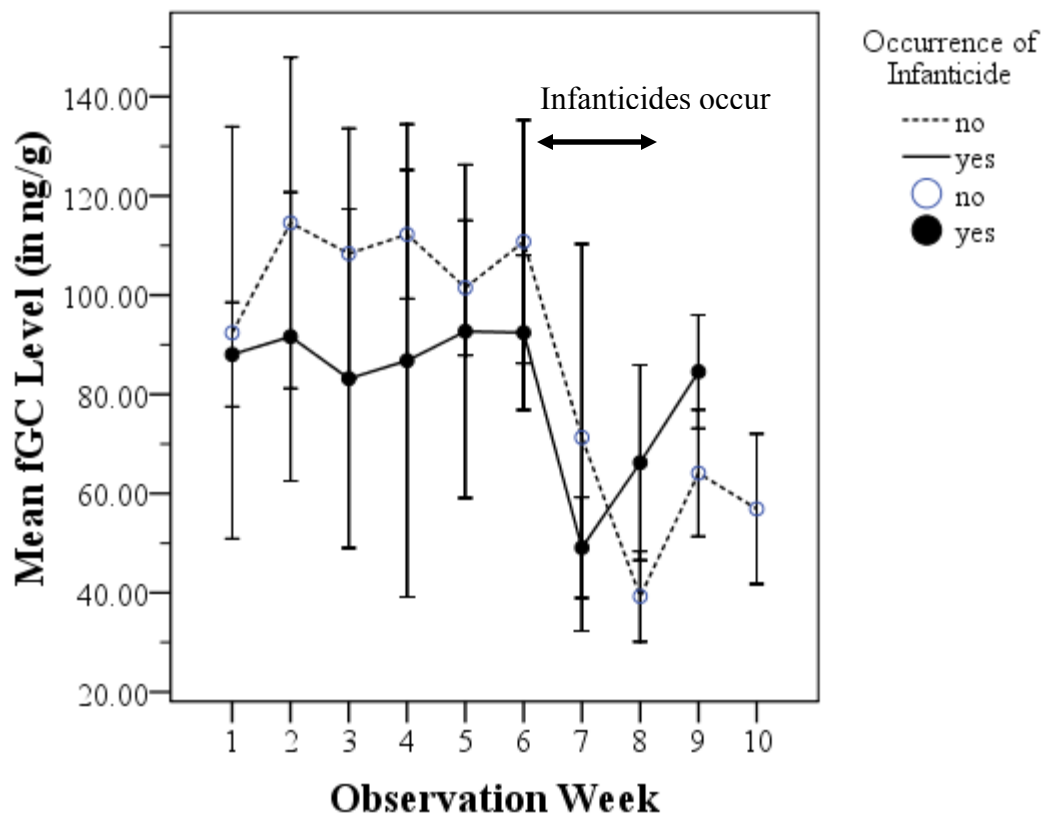 Infanticides occur
Occurrence of
Infanticide
no
yes
no
yes
Mean fGC Level (in ng/g)
140.00
120.00
100.00
80.00
60.00
40.00
20.00
1 2 3 4 5 6 7 8 9 10
Observation Week